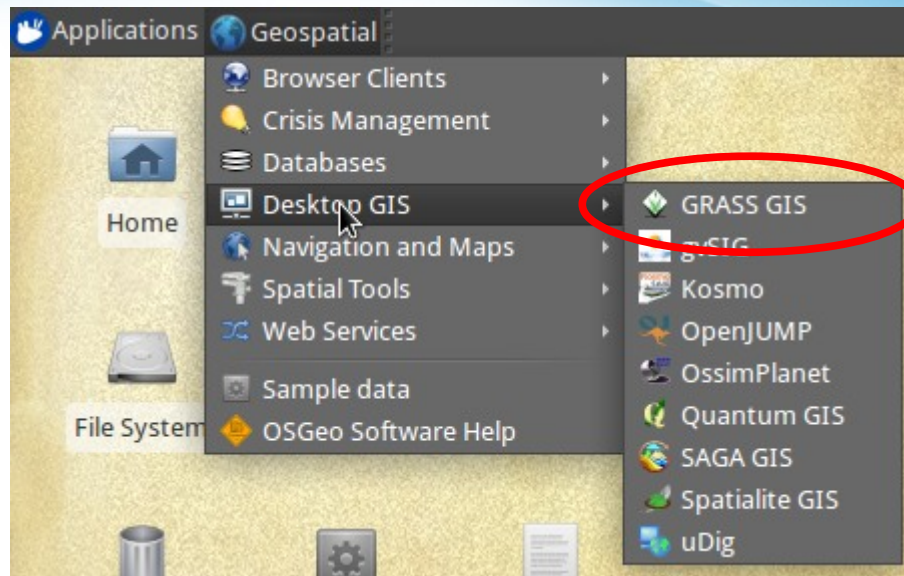 Applications Geospatial
Browser Clients
Crisis Management
Databases
Desktop GIS
Navigation and Maps
Spatial Tools
Web Services
Sample data
OSGeo Software Help
GRASS GIS
gvSIG
Kosmo
OpenJUMP
OssimPlanet
Quantum GIS
SAGA GIS
Spatialite GIS
uDig
Home
File System